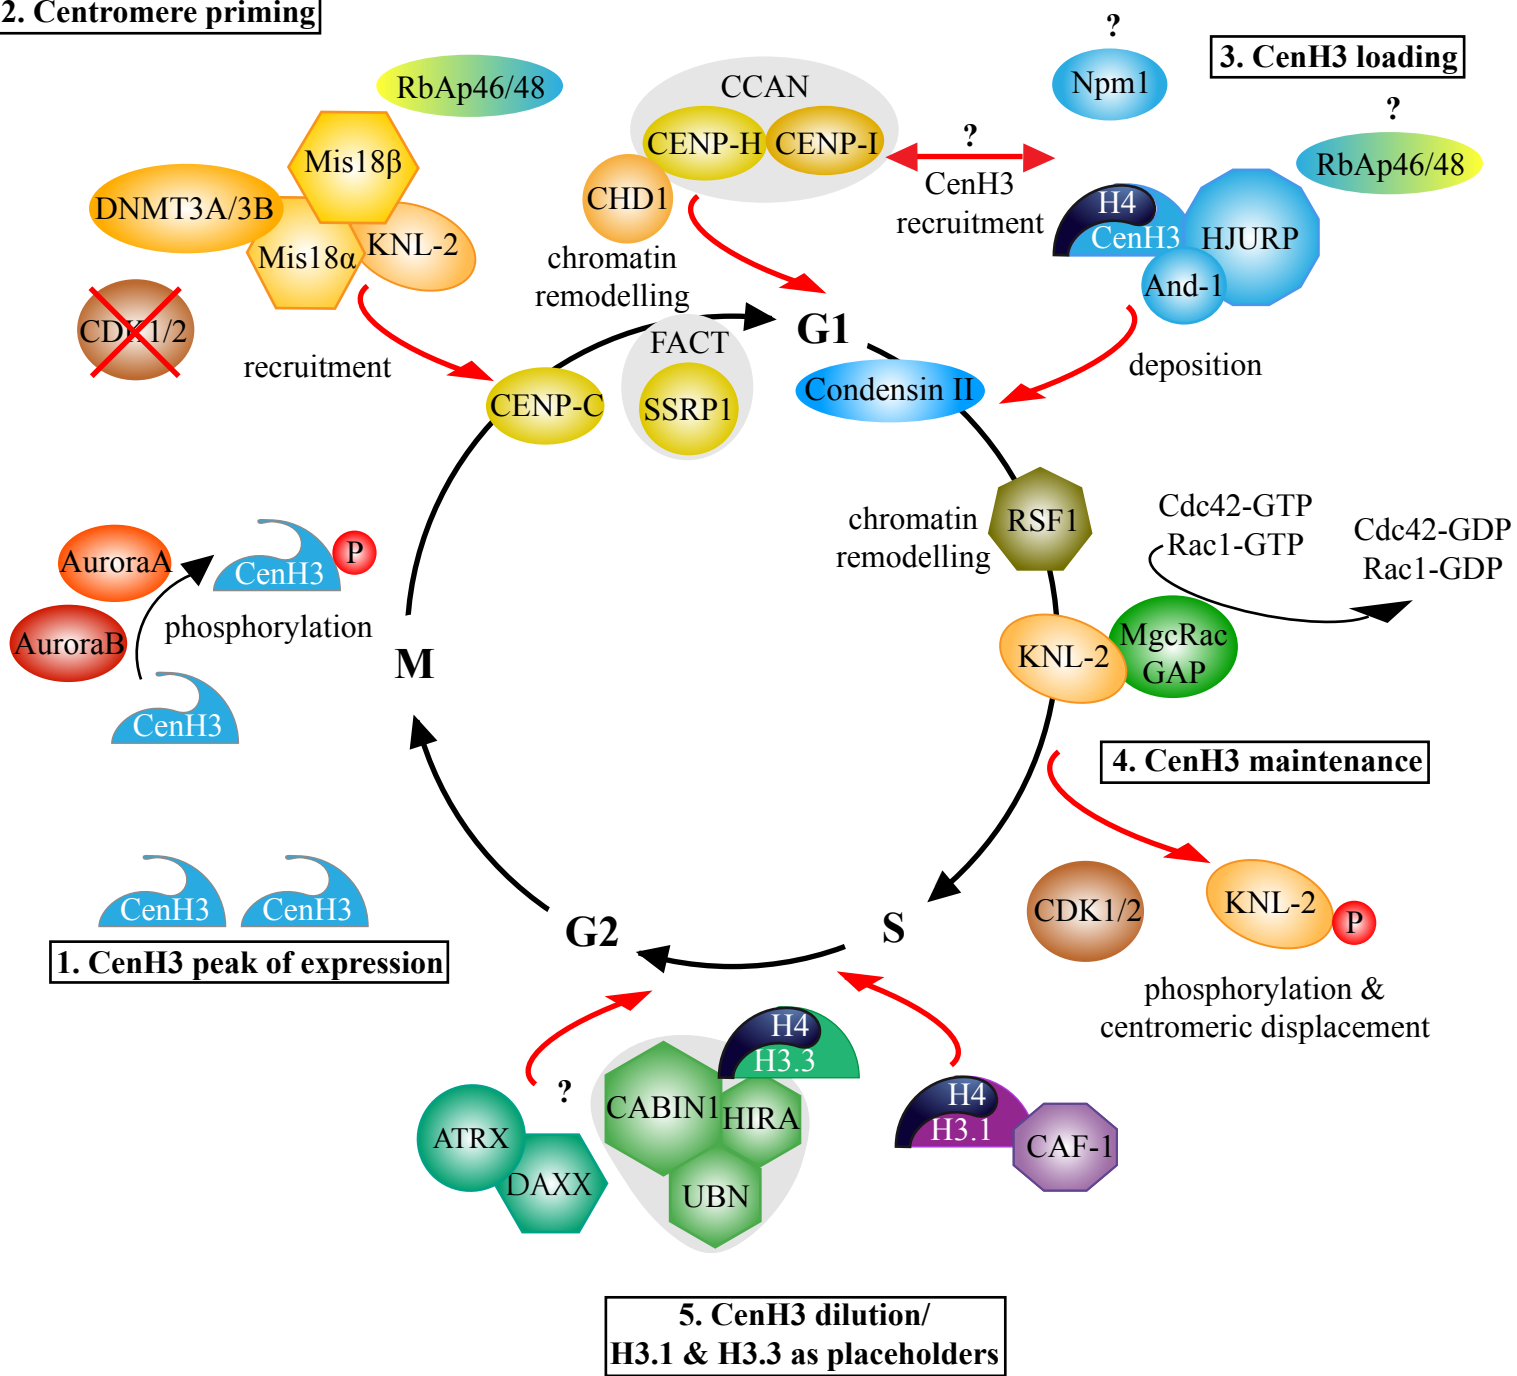 2. Centromere priming
RbAp46/48
Mis18β
DNMT3A/3B
Mis18α
KNL-2
CDK1/2
recruitment
CCAN
CENP-H
CENP-I
CHD1
chromatin
remodelling
FACT
SSRP1
CENP-C
G1
?
CenH3
recruitment
?
Npm1
3. CenH3 loading
?
RbAp46/48
H4
CenH3
HJURP
And-1
deposition
Condensin II
chromatin
remodelling
RSF1
Cdc42-GTP
Rac1-GTP
Cdc42-GDP
Rac1-GDP
KNL-2
MgcRac
GAP
4. CenH3 maintenance
CDK1/2
KNL-2
P
phosphorylation &
centromeric displacement
AuroraA
AuroraB
CenH3
P
phosphorylation
CenH3
M
CenH3
CenH3
1. CenH3 peak of expression
G2
S
?
ATRX
DAXX
H4
H3.3
CABIN1
HIRA
UBN
H4
H3.1
CAF-1
5. CenH3 dilution/
H3.1 & H3.3 as placeholders